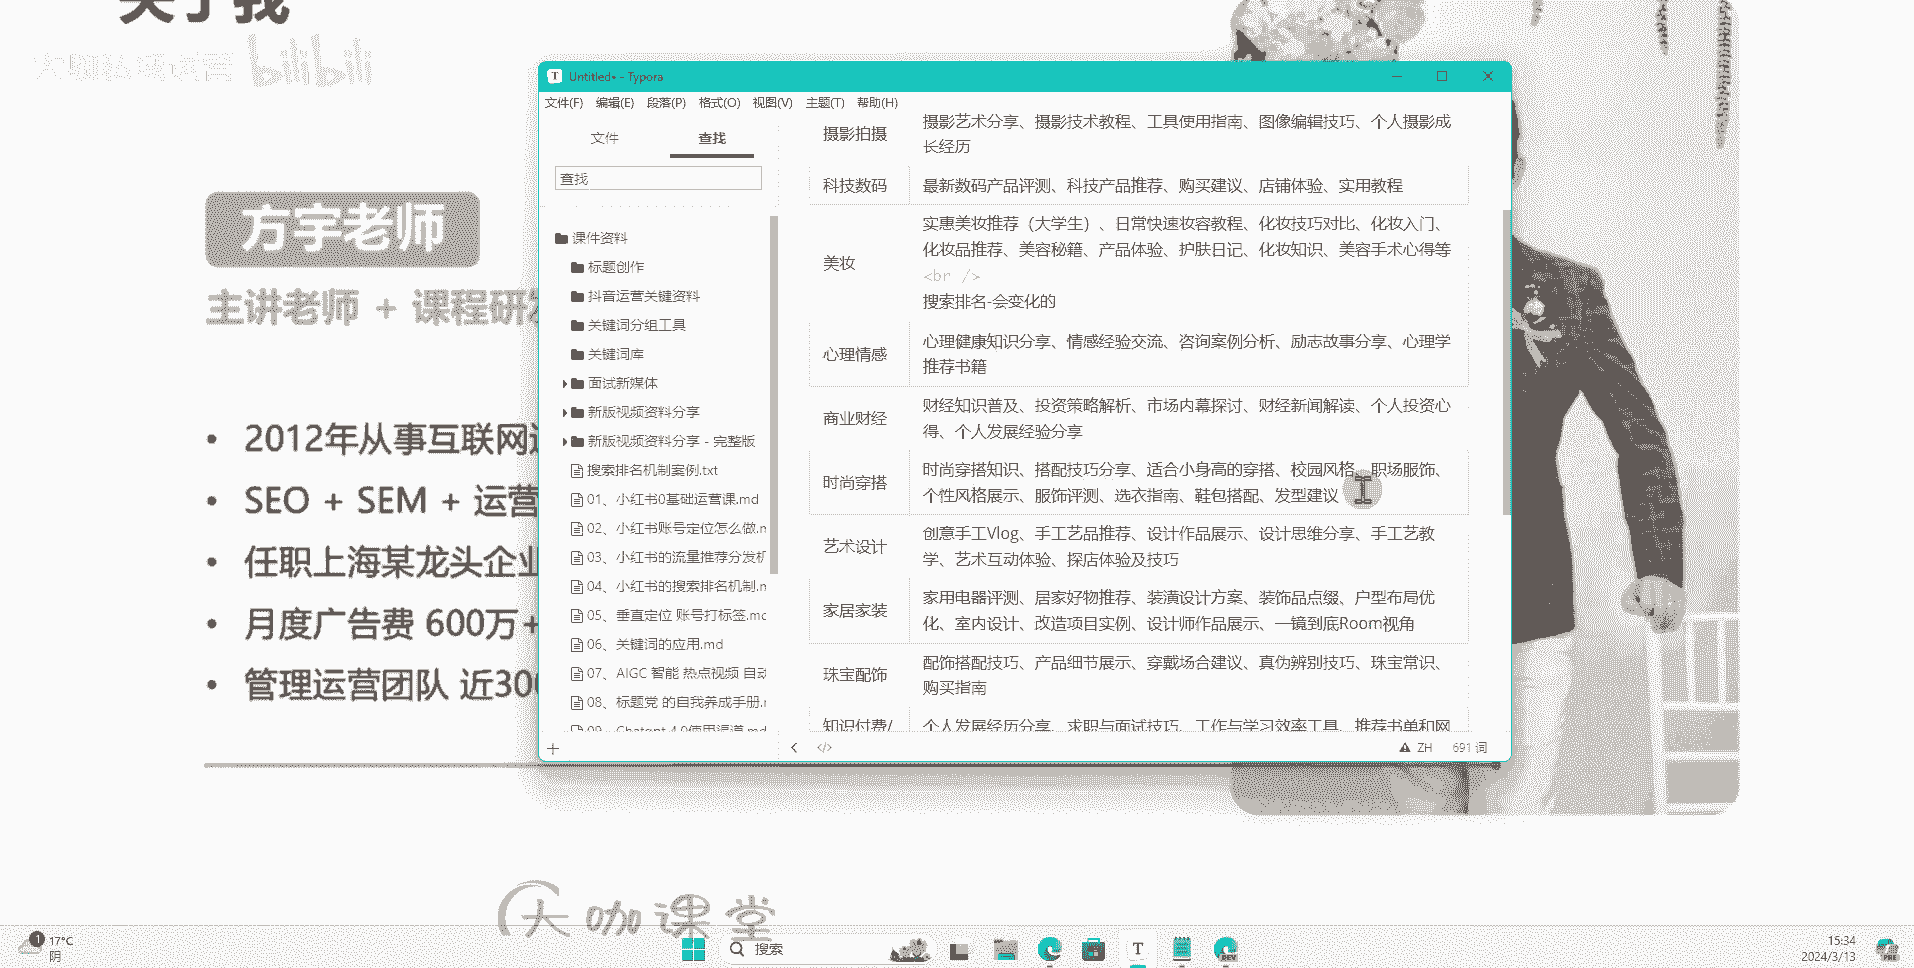 关于我
bilibili
方宇老师
主讲老师 + 课程研发
2012年从事互联网
SEO + SEM + 运营
任职上海某龙头企业
月度广告费 600万+
管理运营团队 近300
Untitled• - Typora
文件(F) 编辑(E) 段落(P) 格式(O) 视图(V) 主题(T) 帮助(H)
文件 查找
查找
课件资料
标题创作
抖音运营关键资料
关键词分组工具
关键词库
面试新媒体
新版视频资料分享
新版视频资料分享 - 完整版
搜索排名机制案例.txt
01、小红书0基础运营课.md
02、小红书账号定位怎么做.m
03、小红书的流量推荐分发机
04、小红书的搜索排名机制.m
05、垂直定位 账号打标签.mc
06、关键词的应用.md
07、AIGC 智能 热点视频 自动
08、标题党 的自我养成手册.r
09、Chatgpt 4.0使用渠道.md
摄影拍摄
摄影艺术分享、摄影技术教程、工具使用指南、图像编辑技巧、个人摄影成
长经历
科技数码
最新数码产品评测、科技产品推荐、购买建议、店铺体验、实用教程
美妆
实惠美妆推荐（大学生）、日常快速妆容教程、化妆技巧对比、化妆入门、
化妆品推荐、美容秘籍、产品体验、护肤日记、化妆知识、美容手术心得等
<br />
搜索排名-会变化的
心理情感
心理健康知识分享、情感经验交流、咨询案例分析、励志故事分享、心理学
推荐书籍
商业财经
财经知识普及、投资策略解析、市场内幕探讨、财经新闻解读、个人投资心
得、个人发展经验分享
时尚穿搭
时尚穿搭知识、搭配技巧分享、适合小身高的穿搭、校园风格、职场服饰、
个性风格展示、服饰评测、选衣指南、鞋包搭配、发型建议
艺术设计
创意手工Vlog、手工艺品推荐、设计作品展示、设计思维分享、手工艺教
学、艺术互动体验、探店体验及技巧
家居家装
家用电器评测、居家好物推荐、装潢设计方案、装饰品点缀、户型布局优
化、室内设计、改造项目实例、设计师作品展示、一镜到底Room视角
珠宝配饰
配饰搭配技巧、产品细节展示、穿戴场合建议、真伪辨别技巧、珠宝常识、
购买指南
知识付费/
个人发展经历分享、求职与面试技巧、工作与学习效率工具、推荐书单和网
</> ZH 691 词
大咖课堂
1 17°C
阴
搜索
DEV
15:34
2024/3/13
PRE